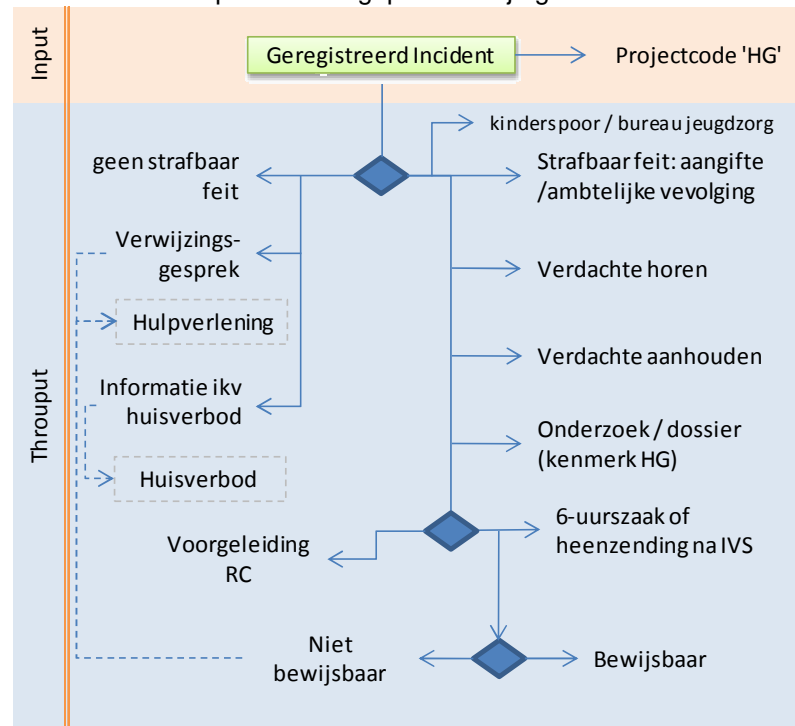 Input
Geregistreerd Incident
Projectcode 'HG'
Throuput
kinderspoor / bureau jeugdzorg
geen strafbaar
feit
Strafbaar feit: aangifte
/ambtelijke vevolging
Verwijzings-
gesprek
Verdachte horen
Hulpverlening
Verdachte aanhouden
Informatie ikv
huisverbod
Onderzoek / dossier
(kenmerk HG)
Huisverbod
6-uurszaak of
heenzending na IVS
Voorgeleiding
RC
Niet
bewijsbaar
Bewijsbaar